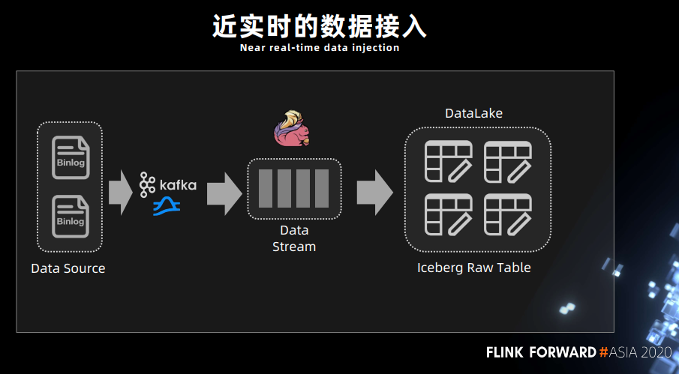 近实时的数据接入
Near real-time data injection
DataLake
Binlog
kafka
Binlog
Data
Stream
Data Source
Iceberg Raw Table
FLINK FORWARD #ASIA 2020